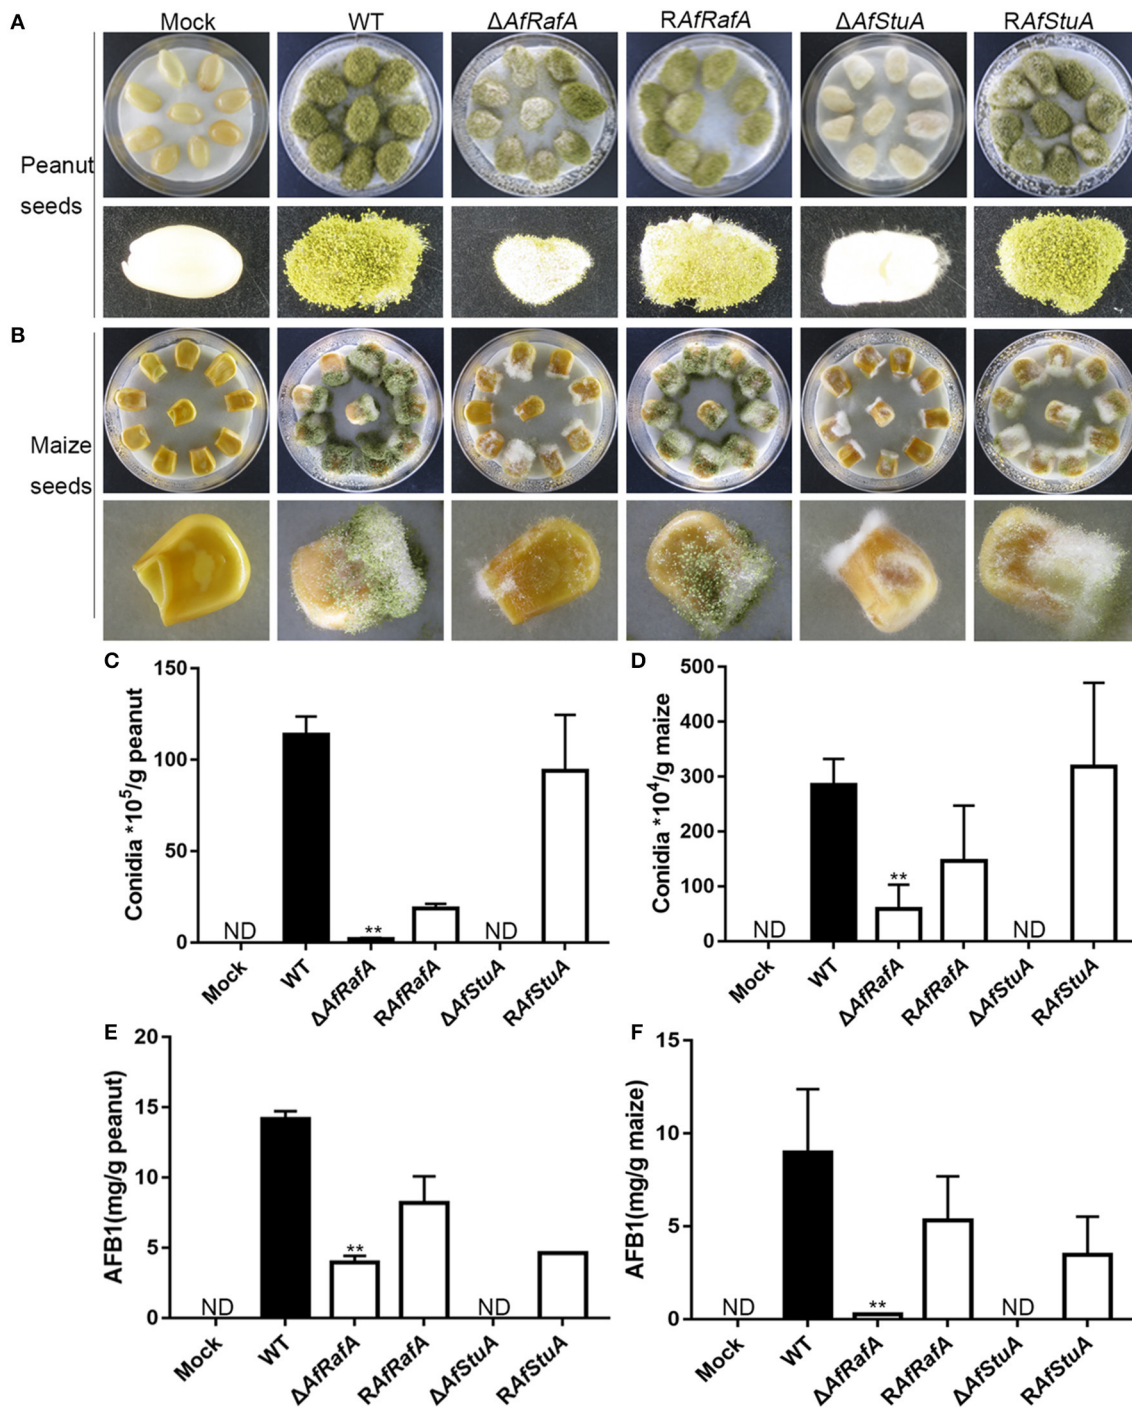 A
Mock WT ΔAfRafA RAfRafA ΔAfStuA RAfStuA
Peanut
seeds
B
Maize
seeds
C
150
100
50
0
Conidia *10⁵/g peanut
ND ** ND
Mock WT ΔAfRafA RAfRafA ΔAfStuA RAfStuA
D
500
400
300
200
100
0
Conidia *10⁴/g maize
ND ** ND
Mock WT ΔAfRafA RAfRafA ΔAfStuA RAfStuA
E
20
15
10
5
0
AFB1(mg/g peanut)
ND ** ND
Mock WT ΔAfRafA RAfRafA ΔAfStuA RAfStuA
F
15
10
5
0
AFB1(mg/g maize)
ND ** ND
Mock WT ΔAfRafA RAfRafA ΔAfStuA RAfStuA